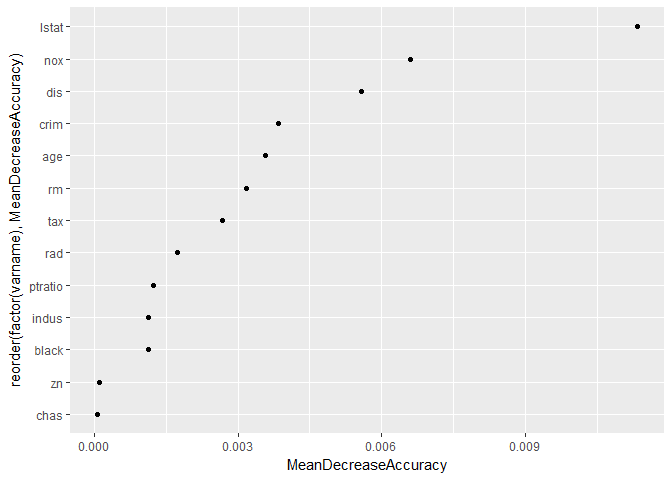 lstat
nox
dis
crim
age
rm
tax
rad
ptratio
indus
black
zn
chas
reorder(factor(varname), MeanDecreaseAccuracy)
0.000 0.003 0.006 0.009
MeanDecreaseAccuracy